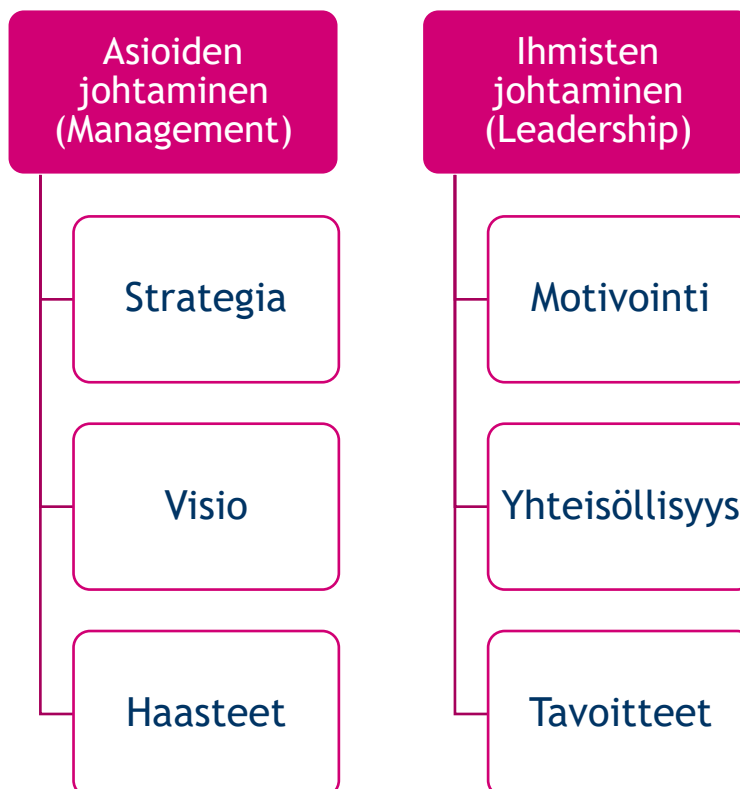 Asioiden
johtaminen
(Management)
Strategia
Visio
Haasteet
Ihmisten
johtaminen
(Leadership)
Motivointi
Yhteisöllisyys
Tavoitteet